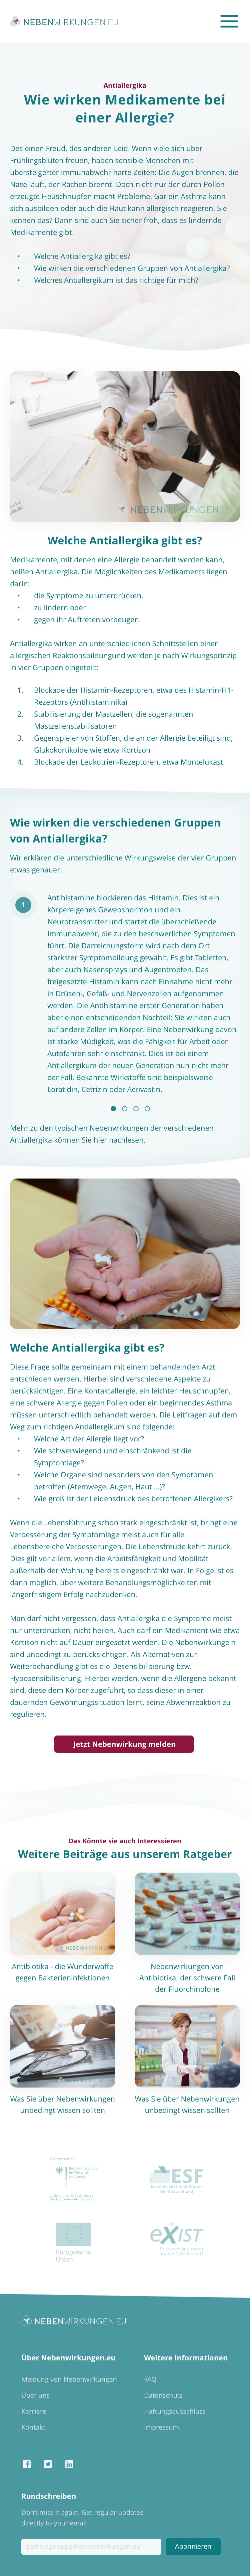 NEBENWIRKUNGEN.EU
Antiallergika
Wie wirken Medikamente bei
einer Allergie?
Des einen Freud, des anderen Leid. Wenn viele sich über
Frühlingsblüten freuen, haben sensible Menschen mit
übersteigerter Immunabwehr harte Zeiten: Die Augen brennen, die
Nase läuft, der Rachen brennt. Doch nicht nur der durch Pollen
erzeugte Heuschnupfen macht Probleme. Gar ein Asthma kann
sich ausbilden oder auch die Haut kann allergisch reagieren. Sie
kennen das? Dann sind auch Sie sicher froh, dass es lindernde
Medikamente gibt.
• Welche Antiallergika gibt es?
• Wie wirken die verschiedenen Gruppen von Antiallergika?
• Welches Antiallergikum ist das richtige für mich?
NEBENWIRKUNGEN
Welche Antiallergika gibt es?
Medikamente, mit denen eine Allergie behandelt werden kann,
heißen Antiallergika. Die Möglichkeiten des Medikaments liegen
darin:
• die Symptome zu unterdrücken,
• zu lindern oder
• gegen ihr Auftreten vorbeugen.
Antiallergika wirken an unterschiedlichen Schnittstellen einer
allergischen Reaktionsbildungund werden je nach Wirkungsprinzip
in vier Gruppen eingeteilt:
1. Blockade der Histamin-Rezeptoren, etwa des Histamin-H1-
Rezeptors (Antihistaminika)
2. Stabilisierung der Mastzellen, die sogenannten
Mastzellenstabilisatoren
3. Gegenspieler von Stoffen, die an der Allergie beteiligt sind,
Glukokortikoide wie etwa Kortison
4. Blockade der Leukotrien-Rezeptoren, etwa Montelukast
Wie wirken die verschiedenen Gruppen
von Antiallergika?
Wir erklären die unterschiedliche Wirkungsweise der vier Gruppen
etwas genauer.
1
Antihistamine blockieren das Histamin. Dies ist ein
körpereigenes Gewebshormon und ein
Neurotransmitter und startet die überschießende
Immunabwehr, die zu den beschwerlichen Symptomen
führt. Die Darreichungsform wird nach dem Ort
stärkster Symptombildung gewählt. Es gibt Tabletten,
aber auch Nasensprays und Augentropfen. Das
freigesetzte Histamin kann nach Einnahme nicht mehr
in Drüsen-, Gefäß- und Nervenzellen aufgenommen
werden. Die Antihistamine erster Generation haben
aber einen entscheidenden Nachteil: Sie wirkten auch
auf andere Zellen im Körper. Eine Nebenwirkung davon
ist starke Müdigkeit, was die Fähigkeit für Arbeit oder
Autofahren sehr einschränkt. Dies ist bei einem
Antiallergikum der neuen Generation nun nicht mehr
der Fall. Bekannte Wirkstoffe sind beispielsweise
Loratidin, Cetrizin oder Acrivastin.
Mehr zu den typischen Nebenwirkungen der verschiedenen
Antiallergika können Sie hier nachlesen.
Welche Antiallergika gibt es?
Diese Frage sollte gemeinsam mit einem behandelnden Arzt
entschieden werden. Hierbei sind verschiedene Aspekte zu
berücksichtigen. Eine Kontaktallergie, ein leichter Heuschnupfen,
eine schwere Allergie gegen Pollen oder ein beginnendes Asthma
müssen unterschiedlich behandelt werden. Die Leitfragen auf dem
Weg zum richtigen Antiallergikum sind folgende:
• Welche Art der Allergie liegt vor?
• Wie schwerwiegend und einschränkend ist die
Symptomlage?
• Welche Organe sind besonders von den Symptomen
betroffen (Atemwege, Augen, Haut …)?
• Wie groß ist der Leidensdruck des betroffenen Allergikers?
Wenn die Lebensführung schon stark eingeschränkt ist, bringt eine
Verbesserung der Symptomlage meist auch für alle
Lebensbereiche Verbesserungen. Die Lebensfreude kehrt zurück.
Dies gilt vor allem, wenn die Arbeitsfähigkeit und Mobilität
außerhalb der Wohnung bereits eingeschränkt war. In Folge ist es
dann möglich, über weitere Behandlungsmöglichkeiten mit
längerfristigem Erfolg nachzudenken.
Man darf nicht vergessen, dass Antiallergika die Symptome meist
nur unterdrücken, nicht heilen. Auch darf ein Medikament wie etwa
Kortison nicht auf Dauer eingesetzt werden. Die Nebenwirkunge n
sind unbedingt zu berücksichtigen. Als Alternativen zur
Weiterbehandlung gibt es die Desensibilisierung bzw.
Hyposensibilisierung. Hierbei werden, wenn die Allergene bekannt
sind, diese dem Körper zugeführt, so dass dieser in einer
dauernden Gewöhnungssituation lernt, seine Abwehrreaktion zu
regulieren.
Jetzt Nebenwirkung melden
Das Könnte sie auch Interessieren
Weitere Beiträge aus unserem Ratgeber
Antibiotika - die Wunderwaffe
gegen Bakterieninfektionen
Nebenwirkungen von
Antibiotika: der schwere Fall
der Fluorchinolone
Was Sie über Nebenwirkungen
unbedingt wissen sollten
Was Sie über Nebenwirkungen
unbedingt wissen sollten
ESF
Europäische
Union
eXIST
NEBENWIRKUNGEN.EU
Über Nebenwirkungen.eu
Meldung von Nebenwirkungen
Über uns
Karriere
Kontakt
Weitere Informationen
FAQ
Datenschutz
Haftungsausschluss
Impressum
Rundschreiben
Don't miss it again. Get regular updates
directly to your email
Abonnieren